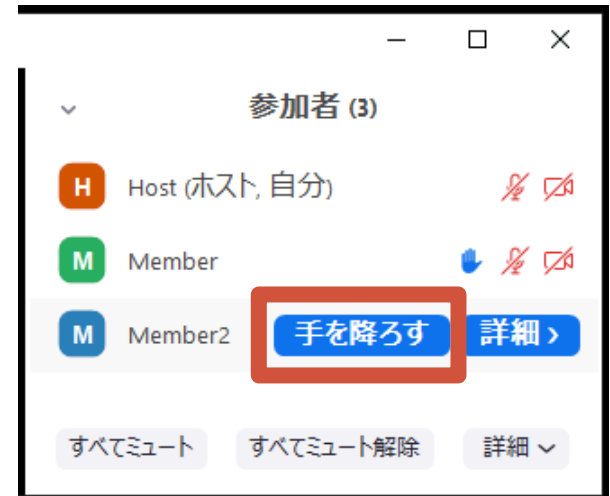 参加者 (3)
H Host (ホスト, 自分)
M Member
M Member2 手を降ろす 詳細 >
すべてミュート すべてミュート解除 詳細